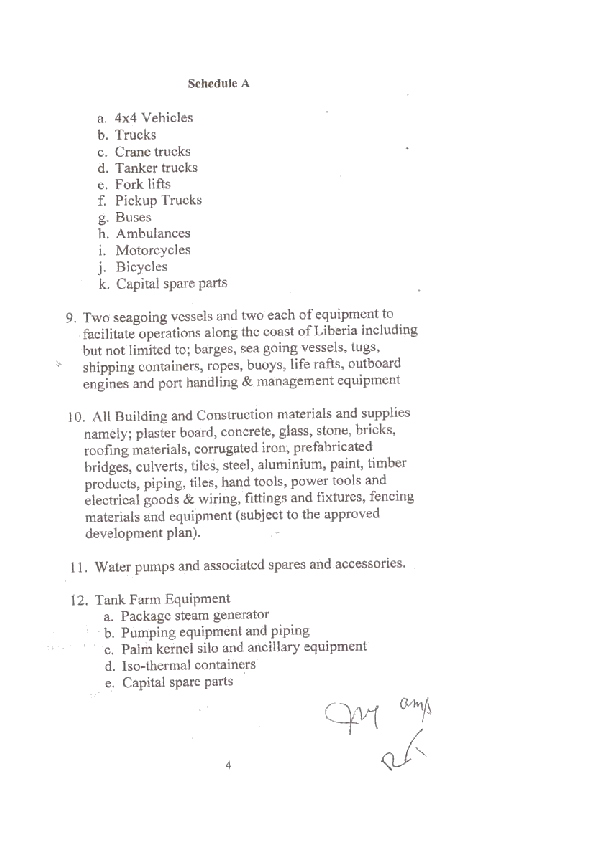 Schedule A
a. 4x4 Vehicles
b. Trucks
c. Crane trucks
d. Tanker trucks
e. Fork lifts
f. Pickup Trucks
g. Buses
h. Ambulances
i. Motorcycles
j. Bicycles
k. Capital spare parts
9. Two seagoing vessels and two each of equipment to
facilitate operations along the coast of Liberia including
but not limited to; barges, sea going vessels, tugs,
shipping containers, ropes, buoys, life rafts, outboard
engines and port handling & management equipment
10. All Building and Construction materials and supplies
namely; plaster board, concrete, glass, stone, bricks,
roofing materials, corrugated iron, prefabricated
bridges, culverts, tiles, steel, aluminium, paint, timber
products, piping, tiles, hand tools, power tools and
electrical goods & wiring, fittings and fixtures, fencing
materials and equipment (subject to the approved
development plan).
11. Water pumps and associated spares and accessories.
12. Tank Farm Equipment
a. Package steam generator
b. Pumping equipment and piping
c. Palm kernel silo and ancillary equipment
d. Iso-thermal containers
e. Capital spare parts
4